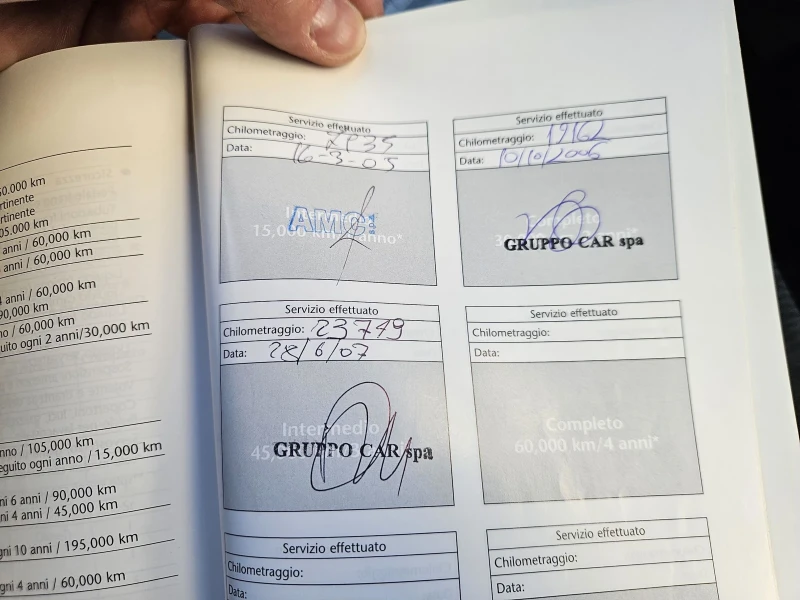 50.000 km
rtinente
rtinente
05.000 km
anni / 60,000 km
anni / 60,000 km
anni / 60,000 km
90,000 km
no / 60,000 km
uito ogni 2 anni/30,000 km
nno / 105,000 km
eguito ogni anno / 15,000 km
ni 6 anni / 90,000 km
ni 4 anni / 45,000 km
gni 10 anni / 195,000 km
gni 4 anni / 60,000 km
Servizio effettuato
Chilometraggio:
Data: 16-3-05
AMC spa
15,000 km/ anno*
Servizio effettuato
Chilometraggio: 19162
Data: 10/10/2006
Completo
GRUPPO CAR spa
Servizio effettuato
Chilometraggio: 23749
Data: 28/6/07
Intermedio
GRUPPO CAR spa
Servizio effettuato
Chilometraggio:
Data:
Completo
60,000 km/4 anni*
Servizio effettuato
Chilometraggio:
Data:
Servizio effettuato
Chilometraggio:
Data: